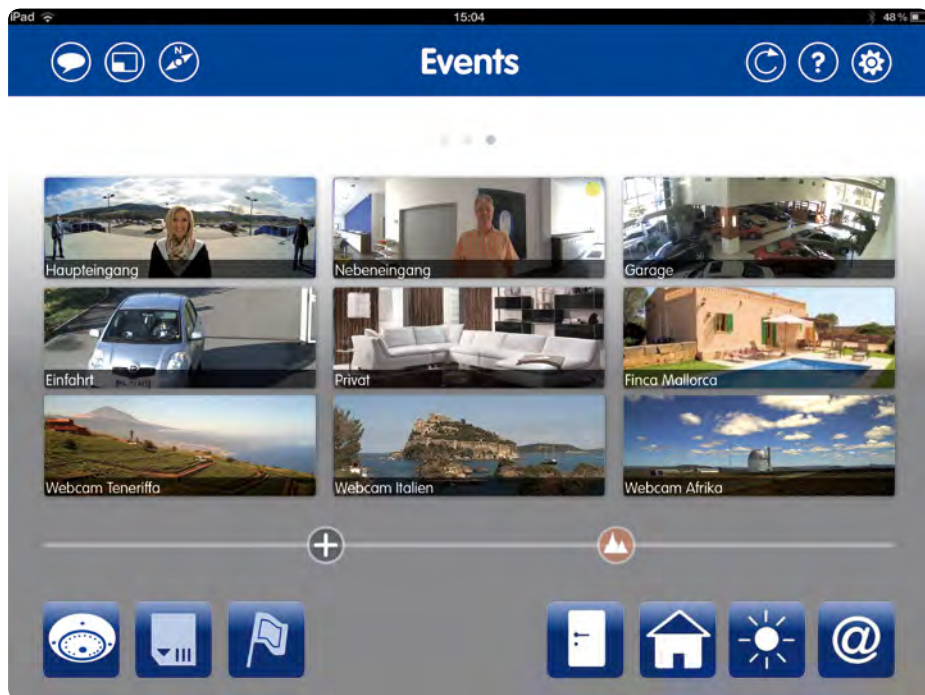 iPad
15:04
48 %
N
Events
?
Haupteingang
Nebeneingang
Garage
Einfahrt
Privat
Finca Mallorca
Webcam Teneriffa
Webcam Italien
Webcam Afrika
@